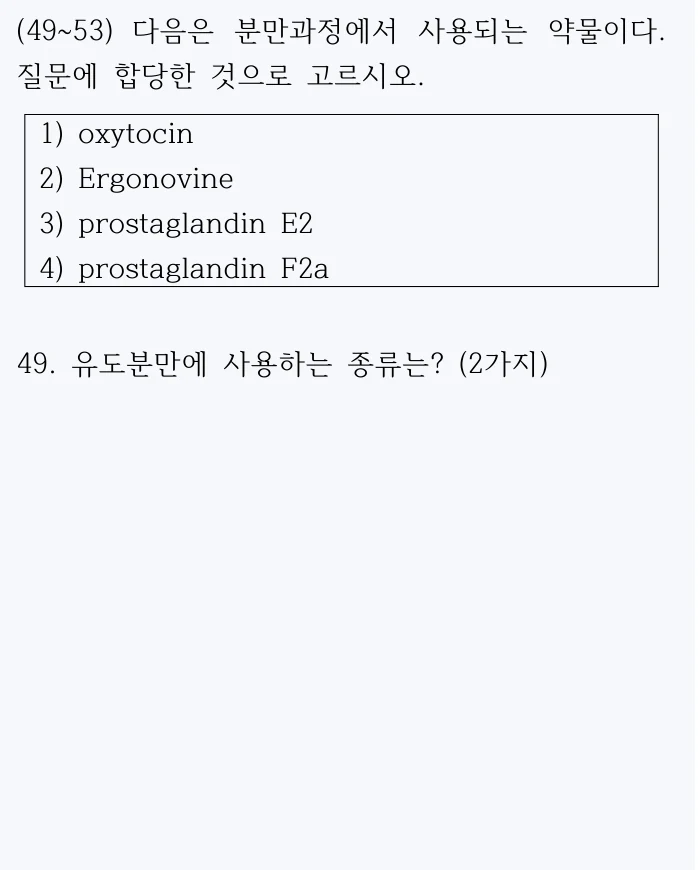 (49~53) 다음은 분만과정에서 사용되는 약물이다.
질문에 합당한 것으로 고르시오.
1) oxytocin
2) Ergonovine
3) prostaglandin E2
4) prostaglandin F2a
49. 유도분만에 사용하는 종류는? (2가지)